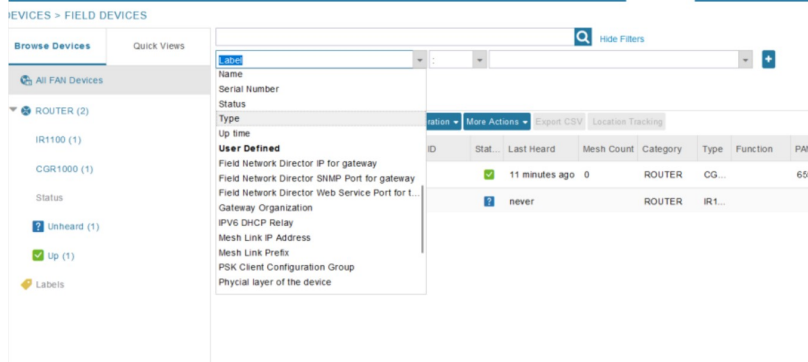 DEVICES > FIELD DEVICES
Browse Devices
Quick Views
Hide Filters
All FAN Devices
Label
:
+
Name
Serial Number
Status
Type
Up time
User Defined
Field Network Director IP for gateway
Field Network Director SNMP Port for gateway
Field Network Director Web Service Port for t...
Gateway Organization
IPV6 DHCP Relay
Mesh Link IP Address
Mesh Link Prefix
PSK Client Configuration Group
Phycial layer of the device
ROUTER (2)
IR1100 (1)
CGR1000 (1)
Status
? Unheard (1)
Up (1)
Labels
ration
More Actions
Export CSV
Location Tracking
ID Stat... Last Heard Mesh Count Category Type Function PAN
11 minutes ago 0 ROUTER CG... 65
? never ROUTER IR1...